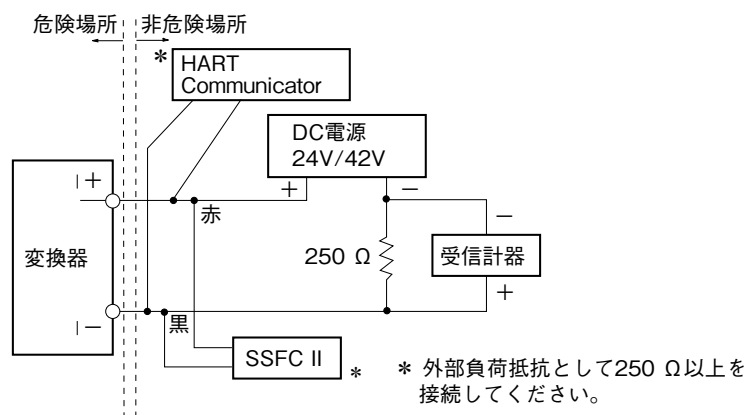 危険場所
非危険場所
* HART
Communicator
DC電源
24V/42V
+
−
I+
赤
−
変換器
250 Ω
受信計器
+
I−
黒
SSFC II
*
* 外部負荷抵抗として250 Ω以上を
接続してください。